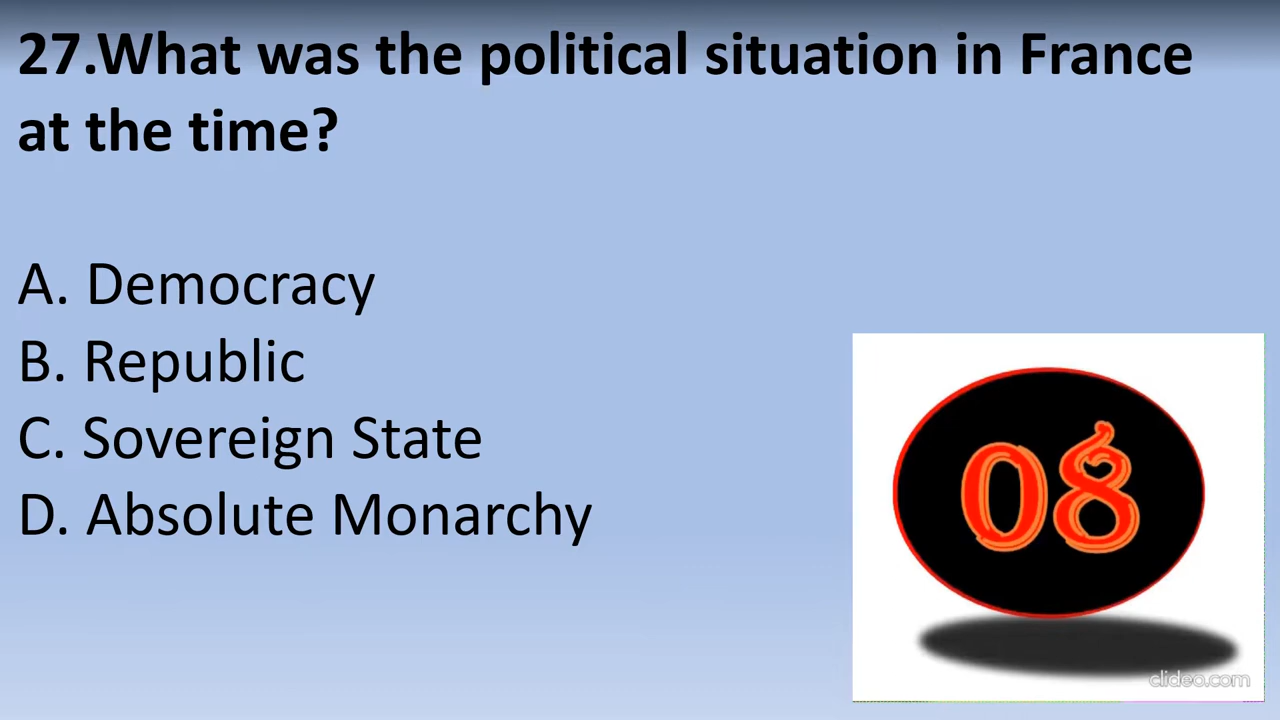 27.What was the political situation in France
at the time?
A. Democracy
B. Republic
C. Sovereign State
D. Absolute Monarchy
08
clideo.com